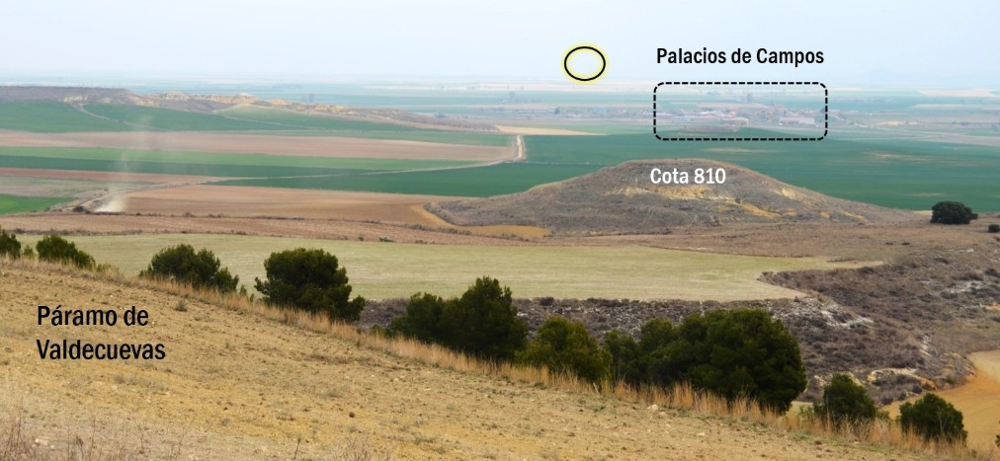 Palacios de Campos
Cota 810
Páramo de
Valdecuevas